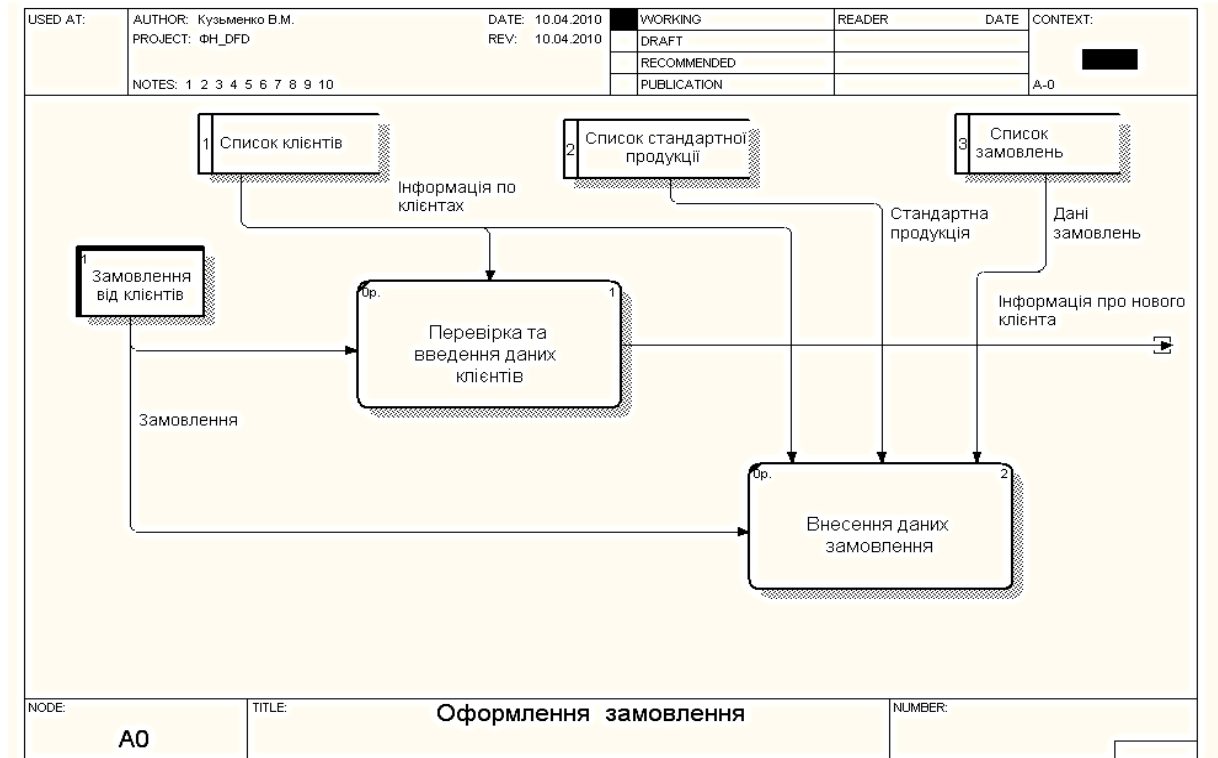 USED AT:
AUTHOR: Кузьменко В.М.
DATE: 10.04.2010
PROJECT: ФН_DFD
REV: 10.04.2010
NOTES: 1 2 3 4 5 6 7 8 9 10
WORKING
DRAFT
RECOMMENDED
PUBLICATION
READER DATE
CONTEXT:
A-0
1 Список клієнтів
2 Список стандартної
продукції
3 Список
замовлень
Інформація по
клієнтах
Стандартна
продукція
Дані
замовлень
1
Замовлення
від клієнтів
Інформація про нового
клієнта
0р. 1
Перевірка та
введення даних
клієнтів
Замовлення
0р. 2
Внесення даних
замовлення
NODE:
A0
TITLE:
Оформлення замовлення
NUMBER: